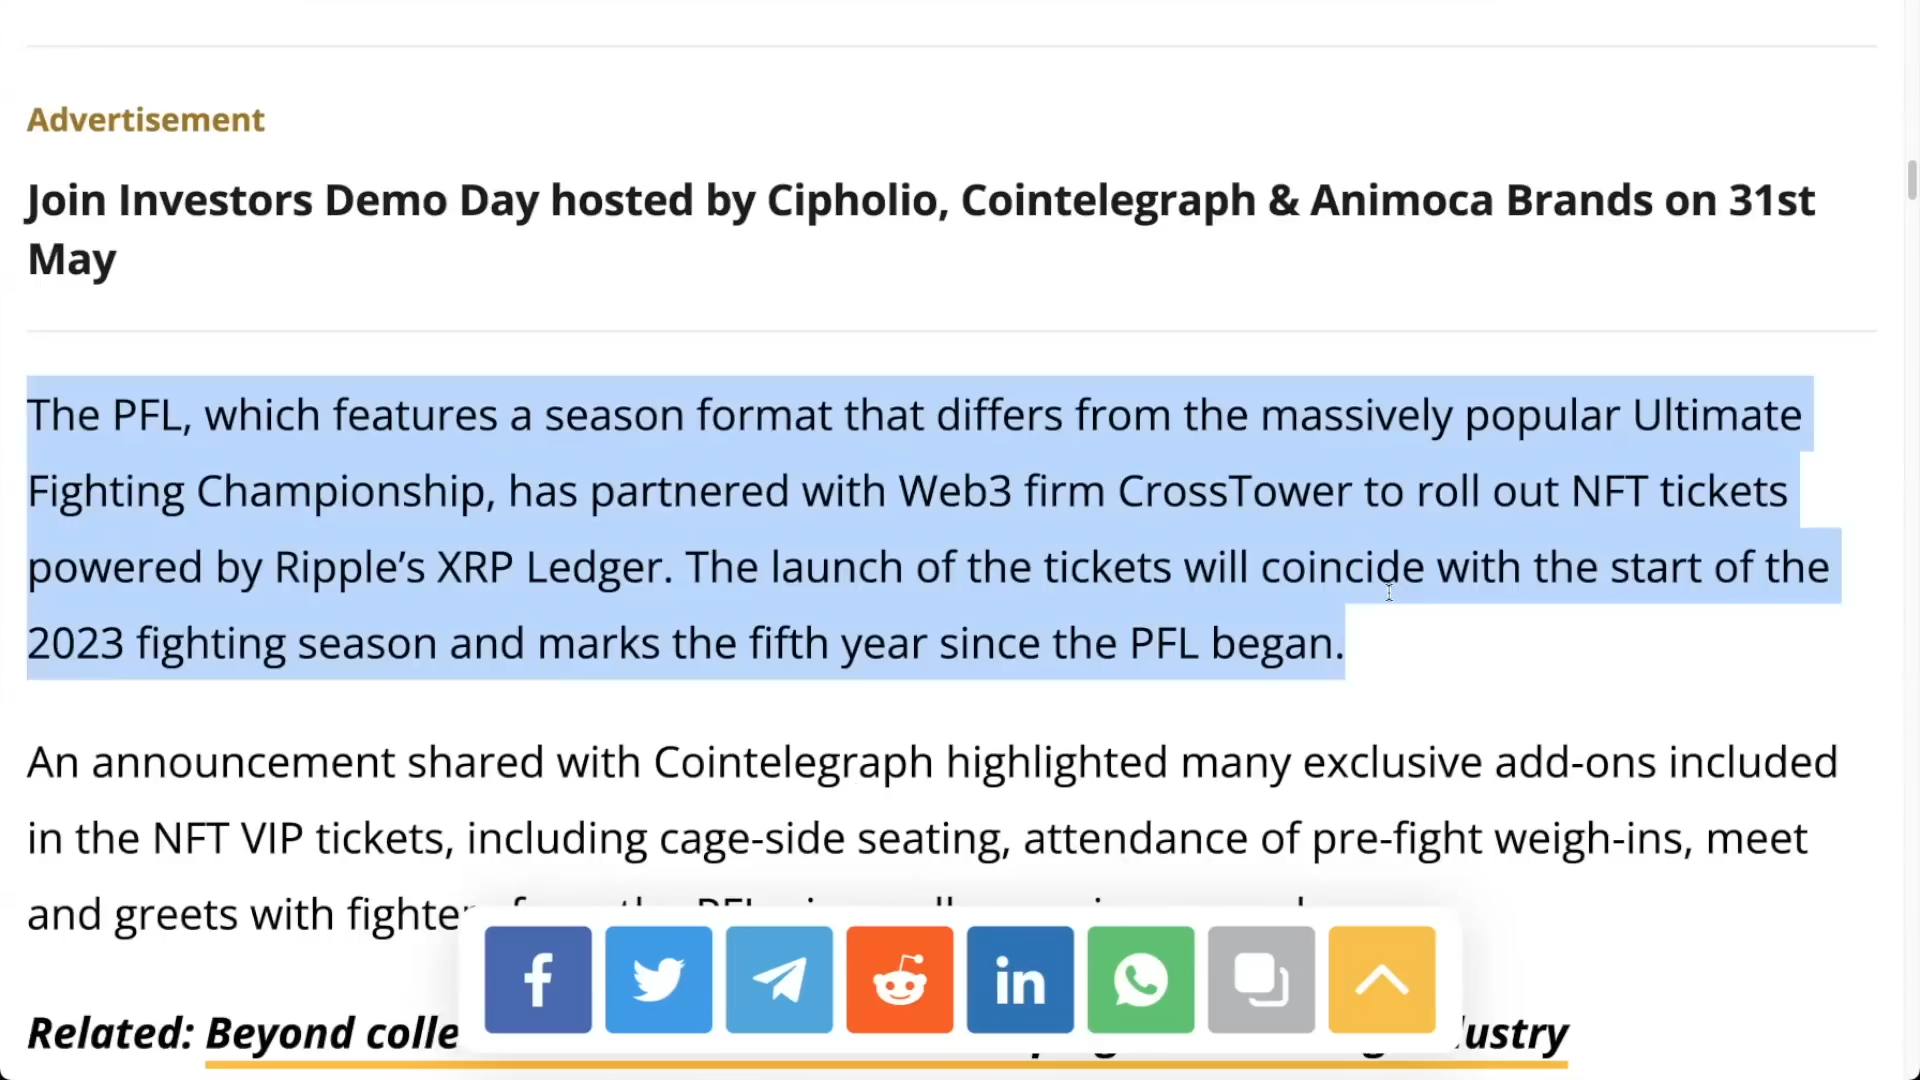 Advertisement
Join Investors Demo Day hosted by Cipholio, Cointelegraph & Animoca Brands on 31st
May
The PFL, which features a season format that differs from the massively popular Ultimate
Fighting Championship, has partnered with Web3 firm CrossTower to roll out NFT tickets
powered by Ripple’s XRP Ledger. The launch of the tickets will coincide with the start of the
2023 fighting season and marks the fifth year since the PFL began.
An announcement shared with Cointelegraph highlighted many exclusive add-ons included
in the NFT VIP tickets, including cage-side seating, attendance of pre-fight weigh-ins, meet
and greets with
Related: Beyond